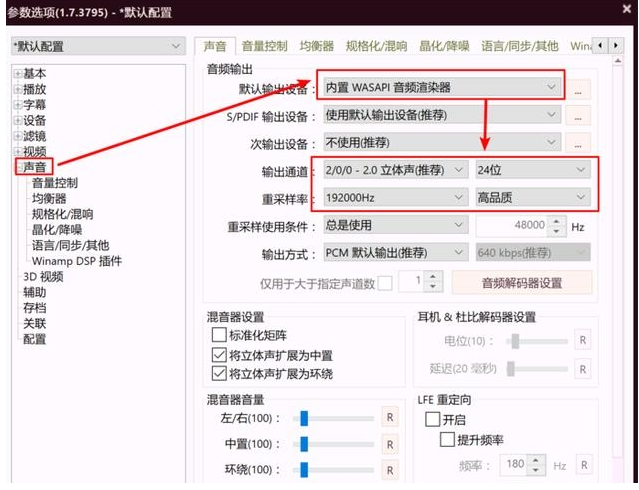 参数选项(1.7.3795) - *默认配置
*默认配置
声音 音量控制 均衡器 规格化/混响 晶化/降噪 语言/同步/其他 Wina
基本
播放
字幕
设备
滤镜
视频
声音
音量控制
均衡器
规格化/混响
晶化/降噪
语言/同步/其他
Winamp DSP 插件
3D 视频
辅助
存档
关联
配置
音频输出
默认输出设备: 内置 WASAPI 音频渲染器 ...
S/PDIF 输出设备: 使用默认输出设备(推荐) ...
次输出设备: 不使用(推荐) ...
输出通道: 2/0/0 - 2.0 立体声(推荐) 24位
重采样率: 192000Hz 高品质
重采样使用条件: 总是使用 48000 Hz
输出方式: PCM 默认输出(推荐) 640 kbps(推荐)
仅用于大于指定声道数 1 音频解码器设置
混音器设置
标准化矩阵
将立体声扩展为中置
将立体声扩展为环绕
耳机 & 杜比解码器设置
电位(10): R
延迟(20 毫秒) R
混音器音量
左/右(100): R
中置(100): R
环绕(100): R
LFE 重定向
开启
提升频率
频率: 180 Hz R